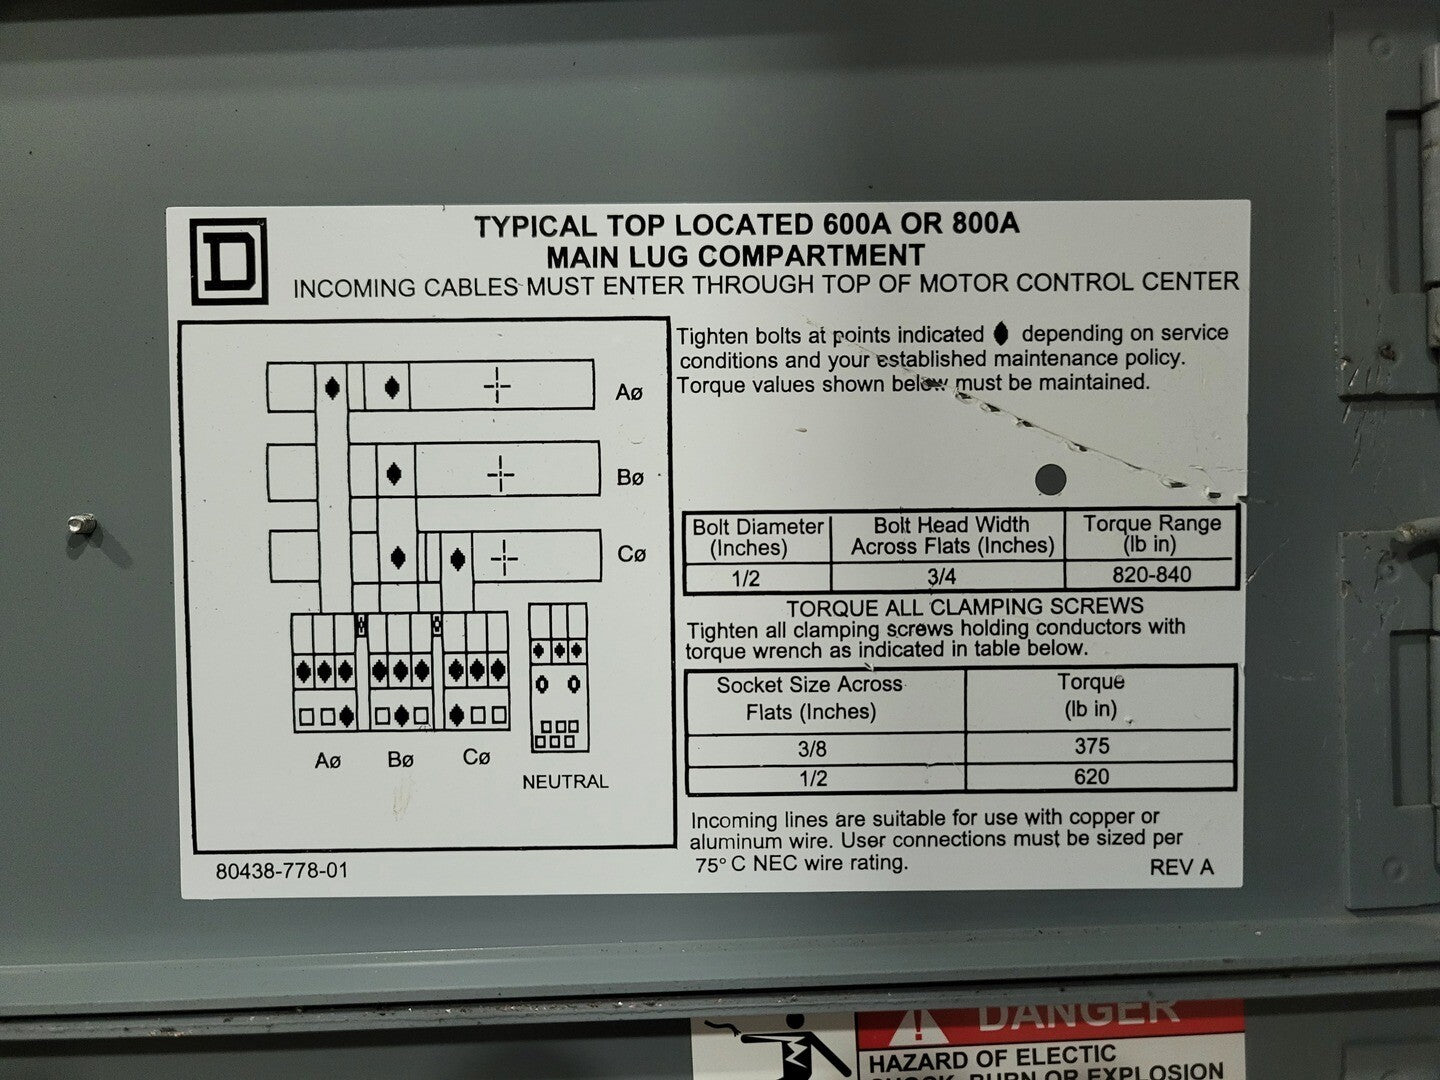 D
TYPICAL TOP LOCATED 600A OR 800A
MAIN LUG COMPARTMENT
INCOMING CABLES MUST ENTER THROUGH TOP OF MOTOR CONTROL CENTER
Aø
Bø
Cø
Aø
Bø
Cø
NEUTRAL
80438-778-01
Tighten bolts at points indicated depending on service
conditions and your established maintenance policy.
Torque values shown below must be maintained.
Bolt Diameter (Inches)
Bolt Head Width Across Flats (Inches)
Torque Range (lb in)
1/2
3/4
820-840
TORQUE ALL CLAMPING SCREWS
Tighten all clamping screws holding conductors with
torque wrench as indicated in table below.
Socket Size Across Flats (Inches)
Torque (lb in)
3/8
375
1/2
620
Incoming lines are suitable for use with copper or
aluminum wire. User connections must be sized per
75° C NEC wire rating.
REV A
DANGER
HAZARD OF ELECTIC
SHOCK, BURN OR EXPLOSION